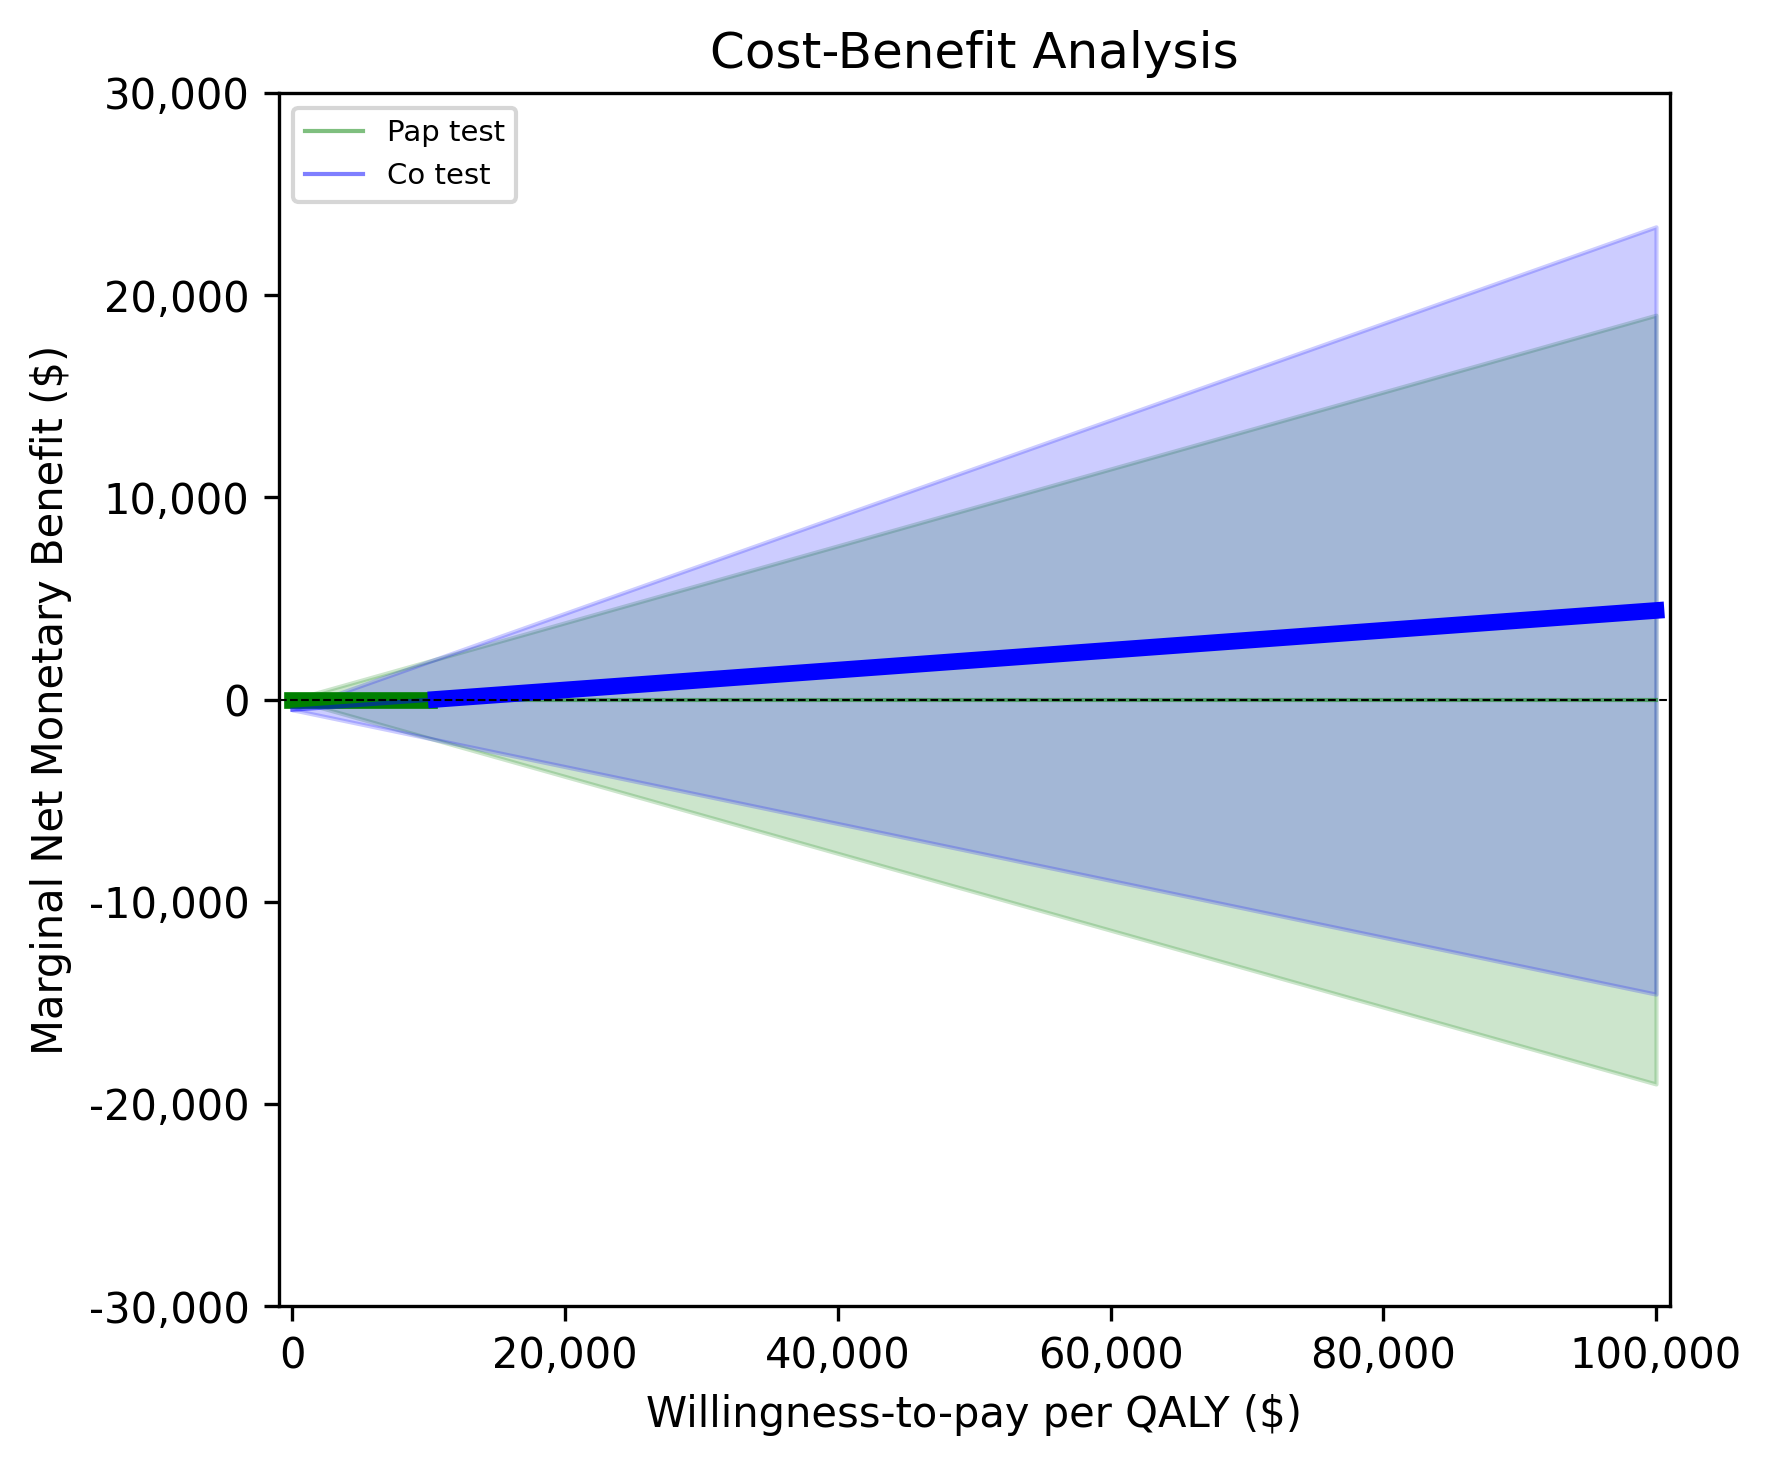 Cost-Benefit Analysis
30,000
20,000
10,000
0
-10,000
-20,000
-30,000
Marginal Net Monetary Benefit ($)
Pap test
Co test
0 20,000 40,000 60,000 80,000 100,000
Willingness-to-pay per QALY ($)